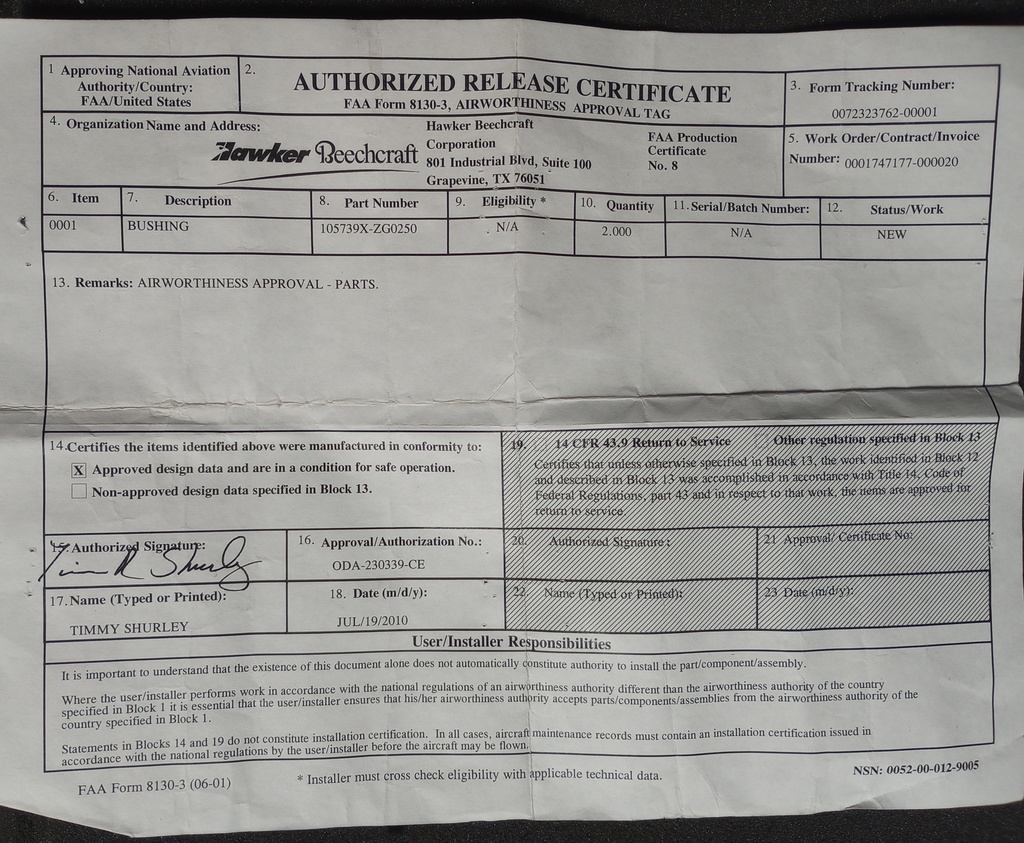 1 Approving National Aviation
Authority/Country:
FAA/United States
2.
AUTHORIZED RELEASE CERTIFICATE
FAA Form 8130-3, AIRWORTHINESS APPROVAL TAG
3. Form Tracking Number:
0072323762-00001
4. Organization Name and Address:
Hawker Beechcraft
Hawker Beechcraft
Corporation
801 Industrial Blvd, Suite 100
Grapevine, TX 76051
FAA Production
Certificate
No. 8
5. Work Order/Contract/Invoice
Number: 0001747177-000020
6. Item
7. Description
8. Part Number
9. Eligibility *
10. Quantity
11. Serial/Batch Number:
12. Status/Work
0001
BUSHING
105739X-ZG0250
N/A
2.000
N/A
NEW
13. Remarks: AIRWORTHINESS APPROVAL - PARTS.
14. Certifies the items identified above were manufactured in conformity to:
X Approved design data and are in a condition for safe operation.
Non-approved design data specified in Block 13.
19. 14 CFR 43.9 Return to Service Other regulation specified in Block 13
Certifies that unless otherwise specified in Block 13, the work identified in Block 12
and described in Block 13 was accomplished in accordance with Title 14, Code of
Federal Regulations, part 43 and in respect to that work, the items are approved for
return to service.
15. Authorized Signature:
Tim R Shurley
16. Approval/Authorization No.:
ODA-230339-CE
20. Authorized Signature:
21 Approval/ Certificate No:
17. Name (Typed or Printed):
TIMMY SHURLEY
18. Date (m/d/y):
JUL/19/2010
22. Name (Typed or Printed):
23 Date (m/d/y):
User/Installer Responsibilities
It is important to understand that the existence of this document alone does not automatically constitute authority to install the part/component/assembly.
Where the user/installer performs work in accordance with the national regulations of an airworthiness authority different than the airworthiness authority of the country
specified in Block 1 it is essential that the user/installer ensures that his/her airworthiness authority accepts parts/components/assemblies from the airworthiness authority of the
country specified in Block 1.
Statements in Blocks 14 and 19 do not constitute installation certification. In all cases, aircraft maintenance records must contain an installation certification issued in
accordance with the national regulations by the user/installer before the aircraft may be flown.
FAA Form 8130-3 (06-01)
* Installer must cross check eligibility with applicable technical data.
NSN: 0052-00-012-9005